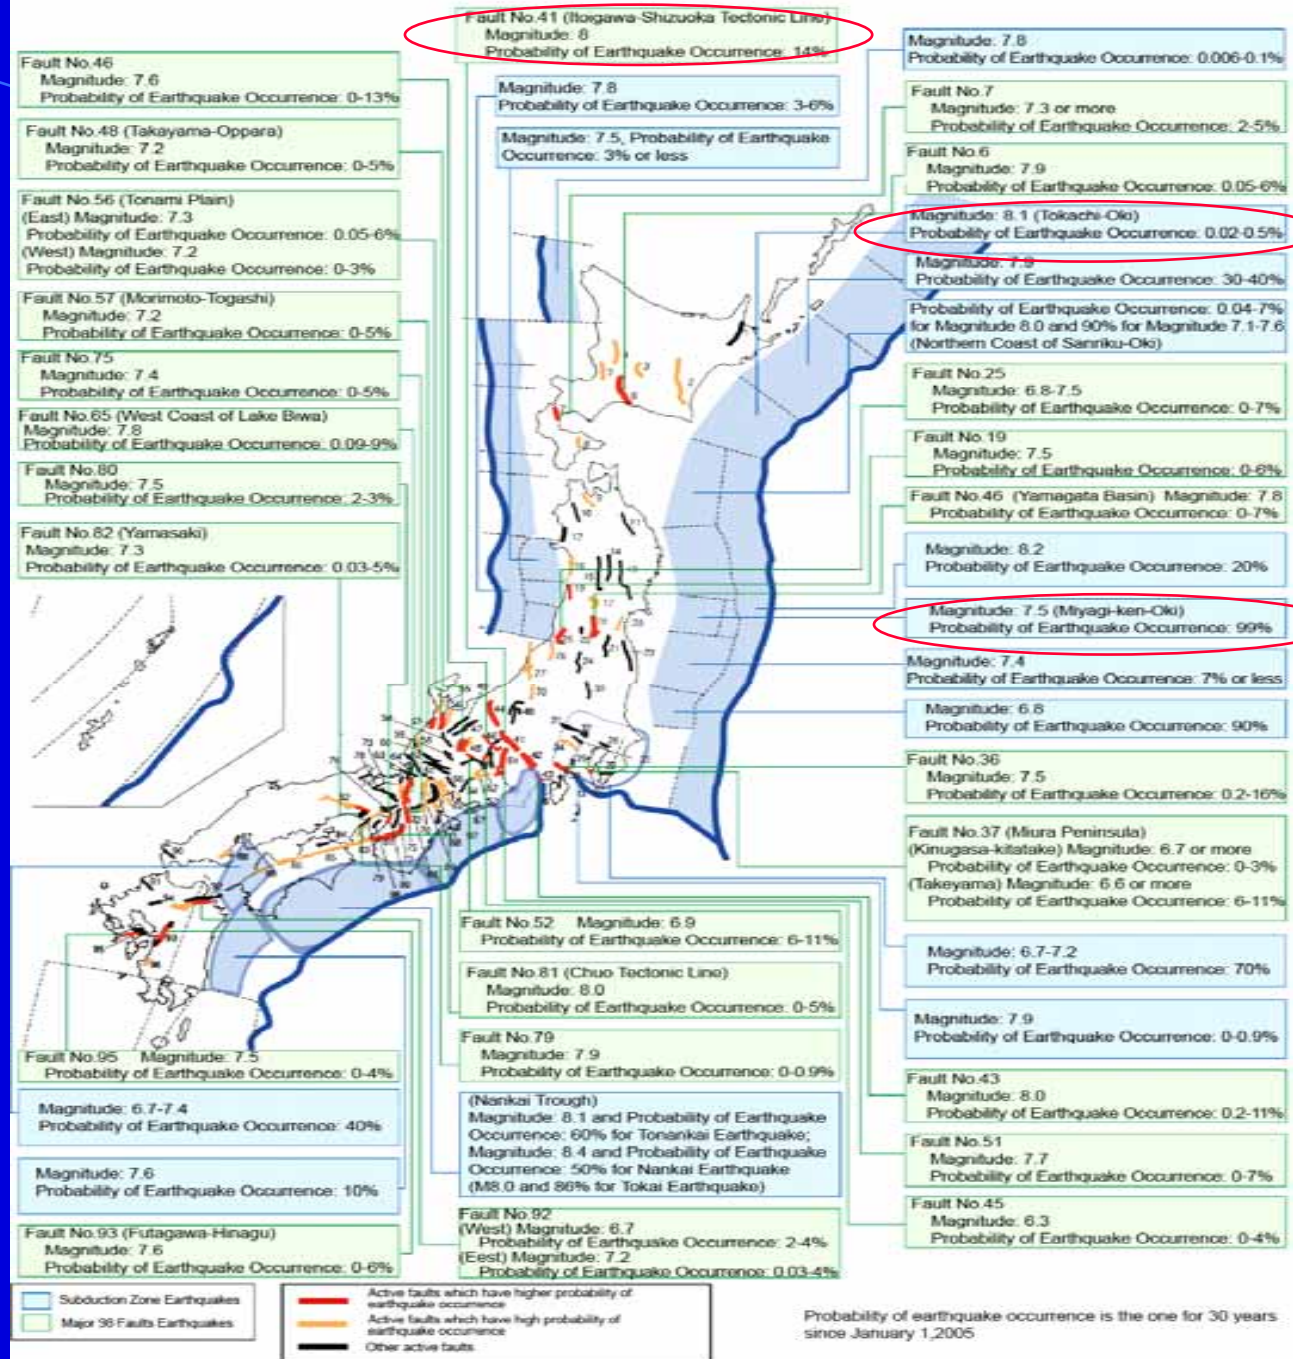 Fault No.41 (Itoigawa-Shizuoka Tectonic Line)
Magnitude: 8
Probability of Earthquake Occurrence: 14%
Fault No.46
Magnitude: 7.6
Probability of Earthquake Occurrence: 0-13%
Fault No.48 (Takayama-Oppara)
Magnitude: 7.2
Probability of Earthquake Occurrence: 0-5%
Fault No.56 (Tonami Plain)
(East) Magnitude: 7.3
Probability of Earthquake Occurrence: 0.05-6%
(West) Magnitude: 7.2
Probability of Earthquake Occurrence: 0-3%
Fault No.57 (Morimoto-Togashi)
Magnitude: 7.2
Probability of Earthquake Occurrence: 0-5%
Fault No.75
Magnitude: 7.4
Probability of Earthquake Occurrence: 0-5%
Fault No.65 (West Coast of Lake Biwa)
Magnitude: 7.8
Probability of Earthquake Occurrence: 0.09-9%
Fault No.80
Magnitude: 7.5
Probability of Earthquake Occurrence: 2-3%
Fault No.82 (Yamasaki)
Magnitude: 7.3
Probability of Earthquake Occurrence: 0.03-5%
Magnitude: 7.8
Probability of Earthquake Occurrence: 3-6%
Magnitude: 7.5, Probability of Earthquake
Occurrence: 3% or less
Magnitude: 7.8
Probability of Earthquake Occurrence: 0.006-0.1%
Fault No.7
Magnitude: 7.3 or more
Probability of Earthquake Occurrence: 2-5%
Fault No.6
Magnitude: 7.9
Probability of Earthquake Occurrence: 0.05-6%
Magnitude: 8.1 (Tokachi-Oki)
Probability of Earthquake Occurrence: 0.02-0.5%
Magnitude: 7.9
Probability of Earthquake Occurrence: 30-40%
Probability of Earthquake Occurrence: 0.04-7%
for Magnitude 8.0 and 90% for Magnitude 7.1-7.6
(Northern Coast of Sanriku-Oki)
Fault No.25
Magnitude: 6.8-7.5
Probability of Earthquake Occurrence: 0-7%
Fault No.19
Magnitude: 7.5
Probability of Earthquake Occurrence: 0-6%
Fault No.46 (Yamagata Basin) Magnitude: 7.8
Probability of Earthquake Occurrence: 0-7%
Magnitude: 8.2
Probability of Earthquake Occurrence: 20%
Magnitude: 7.5 (Miyagi-ken-Oki)
Probability of Earthquake Occurrence: 99%
Magnitude: 7.4
Probability of Earthquake Occurrence: 7% or less
Magnitude: 6.8
Probability of Earthquake Occurrence: 90%
Fault No.36
Magnitude: 7.5
Probability of Earthquake Occurrence: 0.2-16%
Fault No.37 (Miura Peninsula)
(Kinugasa-kitatake) Magnitude: 6.7 or more
Probability of Earthquake Occurrence: 0-3%
(Takeyama) Magnitude: 6.6 or more
Probability of Earthquake Occurrence: 6-11%
Magnitude: 6.7-7.2
Probability of Earthquake Occurrence: 70%
Magnitude: 7.9
Probability of Earthquake Occurrence: 0-0.9%
Fault No.43
Magnitude: 8.0
Probability of Earthquake Occurrence: 0.2-11%
Fault No.51
Magnitude: 7.7
Probability of Earthquake Occurrence: 0-7%
Fault No.45
Magnitude: 6.3
Probability of Earthquake Occurrence: 0-4%
Fault No.52 Magnitude: 6.9
Probability of Earthquake Occurrence: 6-11%
Fault No.81 (Chuo Tectonic Line)
Magnitude: 8.0
Probability of Earthquake Occurrence: 0-5%
Fault No.79
Magnitude: 7.9
Probability of Earthquake Occurrence: 0-0.9%
(Nankai Trough)
Magnitude: 8.1 and Probability of Earthquake
Occurrence: 60% for Tonankai Earthquake;
Magnitude: 8.4 and Probability of Earthquake
Occurrence: 50% for Nankai Earthquake
(M8.0 and 86% for Tokai Earthquake)
Fault No.92
(West) Magnitude: 6.7
Probability of Earthquake Occurrence: 2-4%
(Eest) Magnitude: 7.2
Probability of Earthquake Occurrence: 0.03-4%
Fault No.95 Magnitude: 7.5
Probability of Earthquake Occurrence: 0-4%
Magnitude: 6.7-7.4
Probability of Earthquake Occurrence: 40%
Magnitude: 7.6
Probability of Earthquake Occurrence: 10%
Fault No.93 (Futagawa-Hinagu)
Magnitude: 7.6
Probability of Earthquake Occurrence: 0-6%
Subduction Zone Earthquakes
Major 98 Faults Earthquakes
Active faults which have higher probability of
earthquake occurrence
Active faults which have high probability of
earthquake occurrence
Other active faults
Probability of earthquake occurrence is the one for 30 years
since January 1,2005